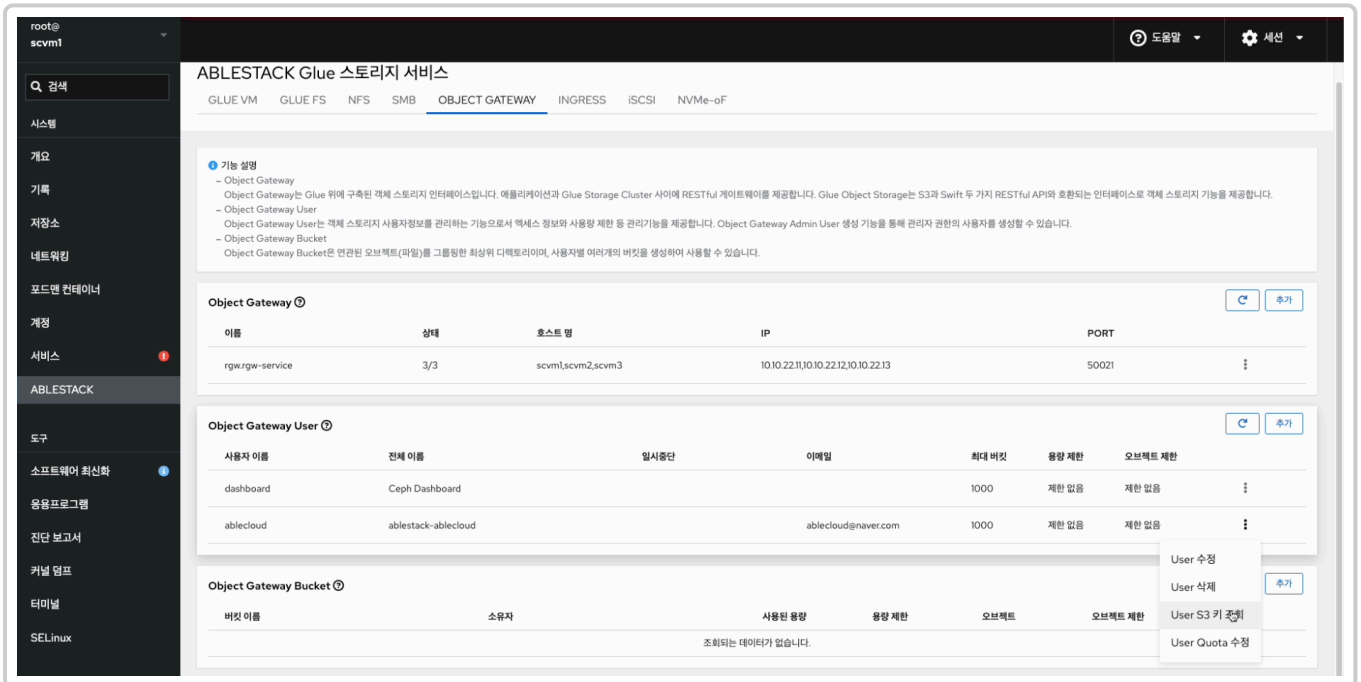 root@
scvm1
도움말
세션
검색
시스템
개요
기록
저장소
네트워킹
포드맨 컨테이너
계정
서비스
ABLESTACK
도구
소프트웨어 최신화
응용프로그램
진단 보고서
커널 덤프
터미널
SELinux
ABLESTACK Glue 스토리지 서비스
GLUE VM GLUE FS NFS SMB OBJECT GATEWAY INGRESS iSCSI NVMe-oF
기능 설명
– Object Gateway
Object Gateway는 Glue 위에 구축된 객체 스토리지 인터페이스입니다. 애플리케이션과 Glue Storage Cluster 사이에 RESTful 게이트웨이를 제공합니다. Glue Object Storage는 S3과 Swift 두 가지 RESTful API와 호환되는 인터페이스로 객체 스토리지 기능을 제공합니다.
– Object Gateway User
Object Gateway User는 객체 스토리지 사용자정보를 관리하는 기능으로서 엑세스 정보와 사용량 제한 등 관리기능을 제공합니다. Object Gateway Admin User 생성 기능을 통해 관리자 권한의 사용자를 생성할 수 있습니다.
– Object Gateway Bucket
Object Gateway Bucket은 연관된 오브젝트(파일)를 그룹핑한 최상위 디렉토리이며, 사용자별 여러개의 버킷을 생성하여 사용할 수 있습니다.
Object Gateway
추가
이름 상태 호스트 명 IP PORT
rgw.rgw-service 3/3 scvm1,scvm2,scvm3 10.10.22.11,10.10.22.12,10.10.22.13 50021
Object Gateway User
추가
사용자 이름 전체 이름 일시중단 이메일 최대 버킷 용량 제한 오브젝트 제한
dashboard Ceph Dashboard 1000 제한 없음 제한 없음
ablecloud ablestack-ablecloud ablecloud@naver.com 1000 제한 없음 제한 없음
User 수정
User 삭제
User S3 키 조회
User Quota 수정
Object Gateway Bucket
추가
버킷 이름 소유자 사용된 용량 용량 제한 오브젝트 오브젝트 제한
조회되는 데이터가 없습니다.